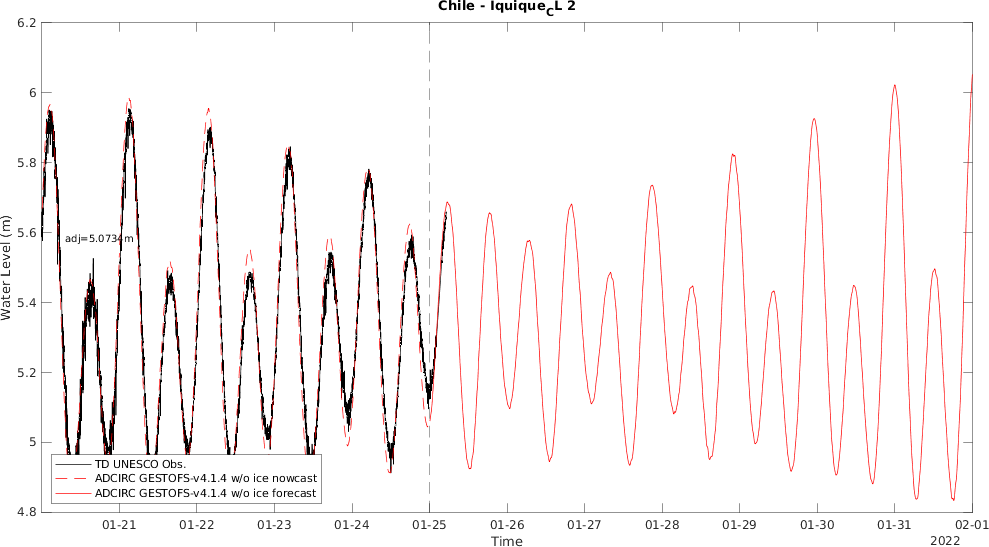 Chile - Iquique_CL 2
6.2
6
5.8
5.6
5.4
5.2
5
4.8
Water Level (m)
adj=5.0734m
TD UNESCO Obs.
ADCIRC GESTOFS-v4.1.4 w/o ice nowcast
ADCIRC GESTOFS-v4.1.4 w/o ice forecast
01-21 01-22 01-23 01-24 01-25 01-26 01-27 01-28 01-29 01-30 01-31 02-01
Time
2022